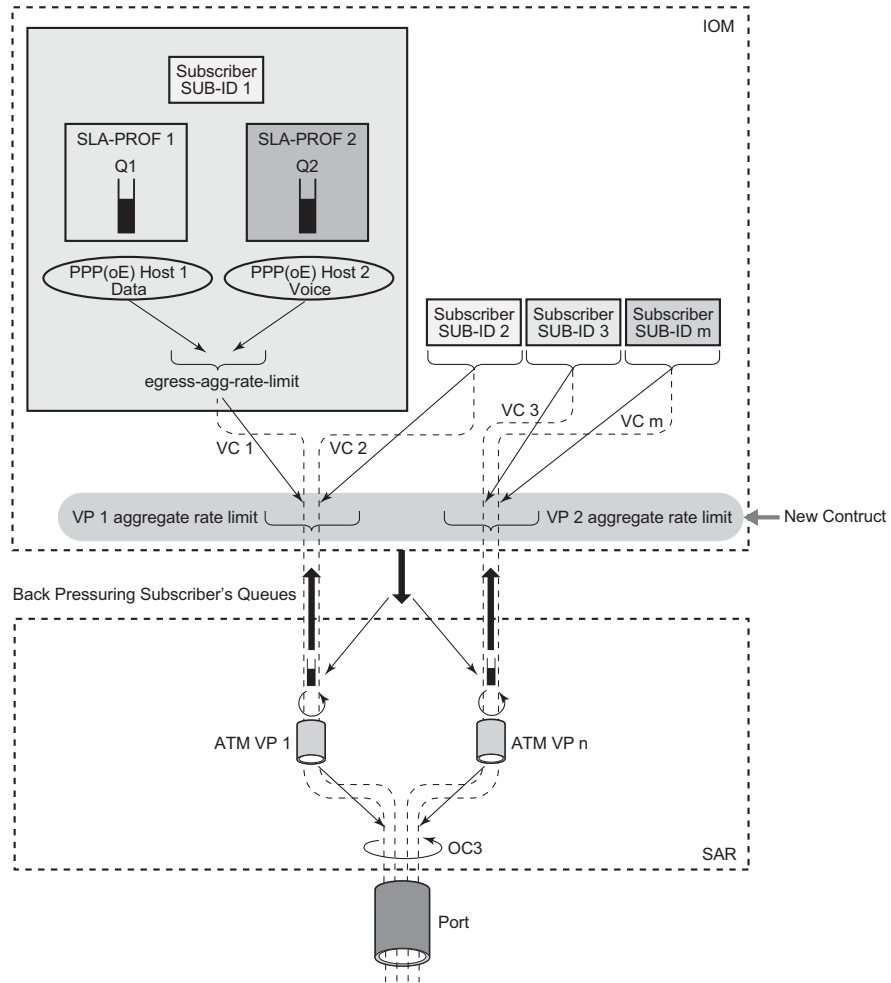 IOM
Subscriber
SUB-ID 1
SLA-PROF 1
Q1
SLA-PROF 2
Q2
PPP(oE) Host 1
Data
PPP(oE) Host 2
Voice
egress-agg-rate-limit
Subscriber
SUB-ID 2
Subscriber
SUB-ID 3
Subscriber
SUB-ID m
VC 1
VC 2
VC 3
VC m
VP 1 aggregate rate limit
VP 2 aggregate rate limit
New Contruct
Back Pressuring Subscriber's Queues
ATM VP 1
ATM VP n
OC3
SAR
Port